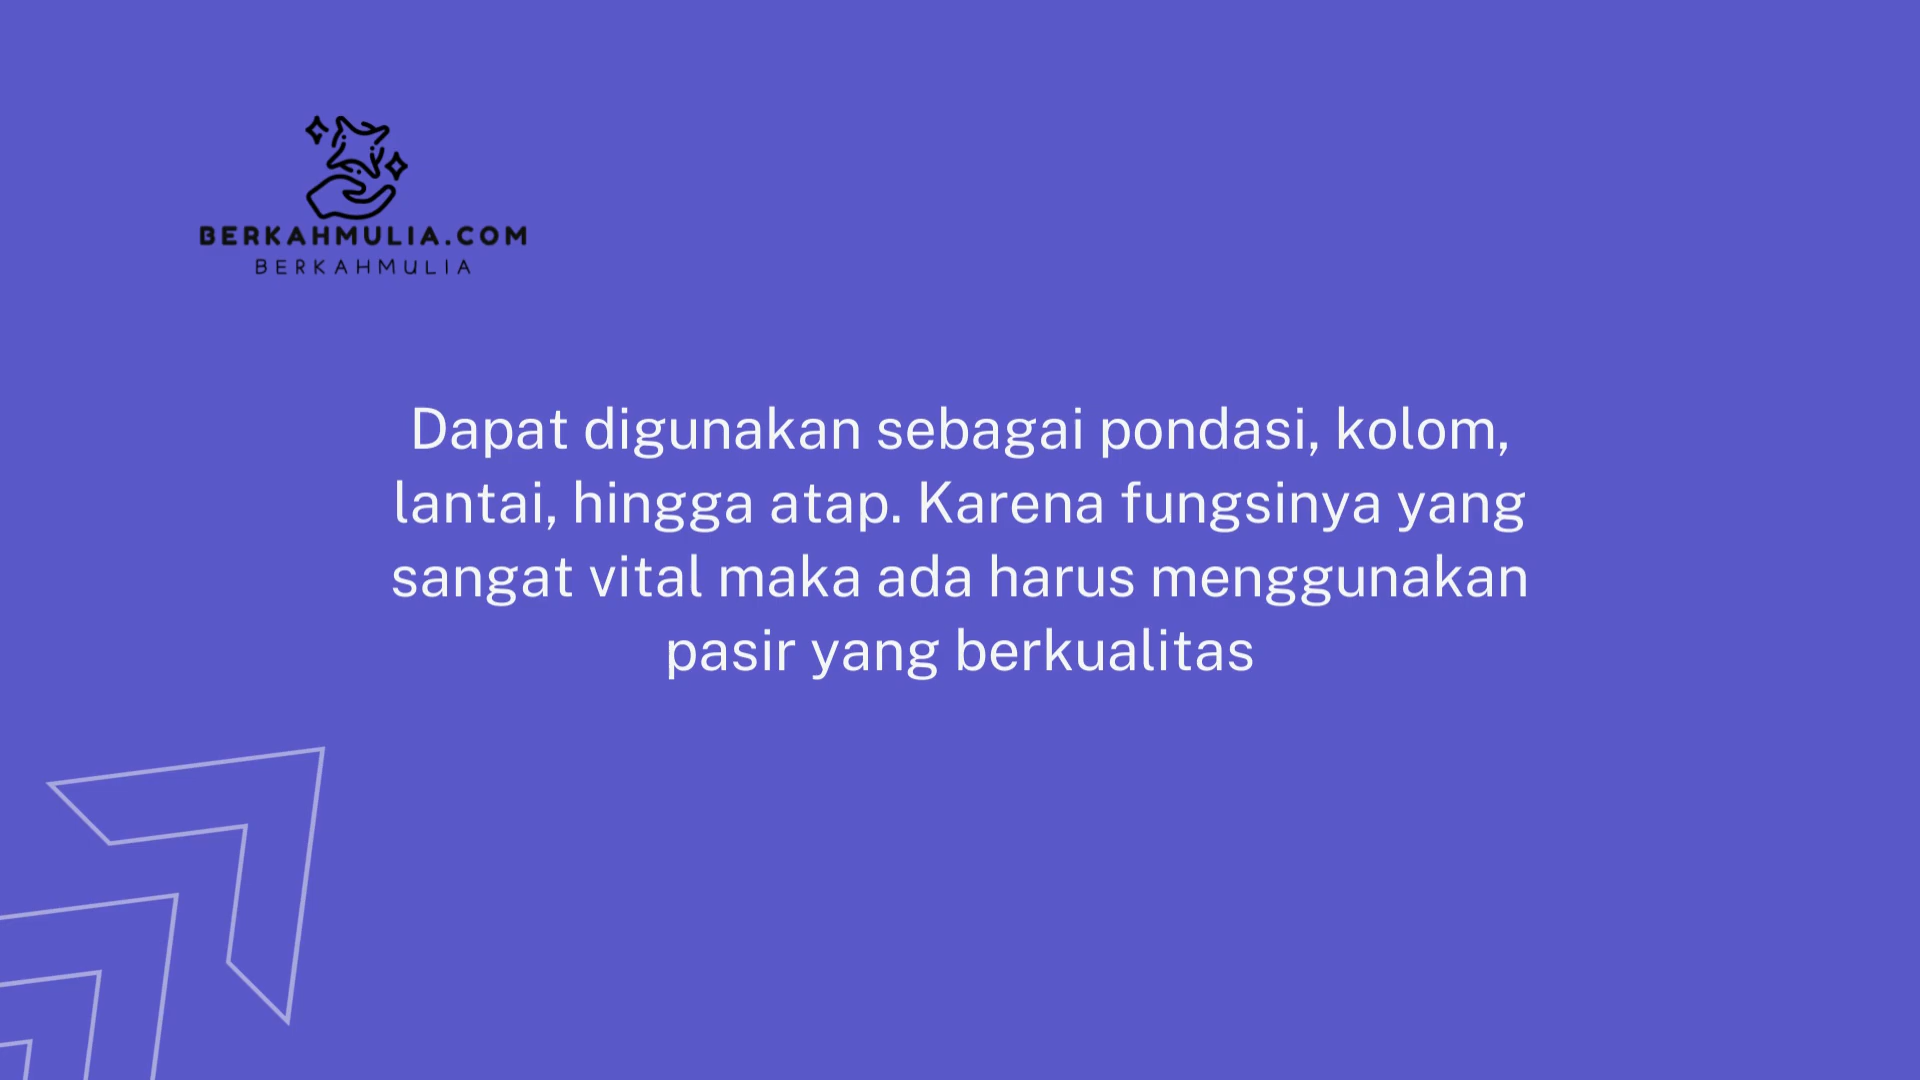 BERKAHMULIA.COM
BERKAHMULIA
Dapat digunakan sebagai pondasi, kolom,
lantai, hingga atap. Karena fungsinya yang
sangat vital maka ada harus menggunakan
pasir yang berkualitas